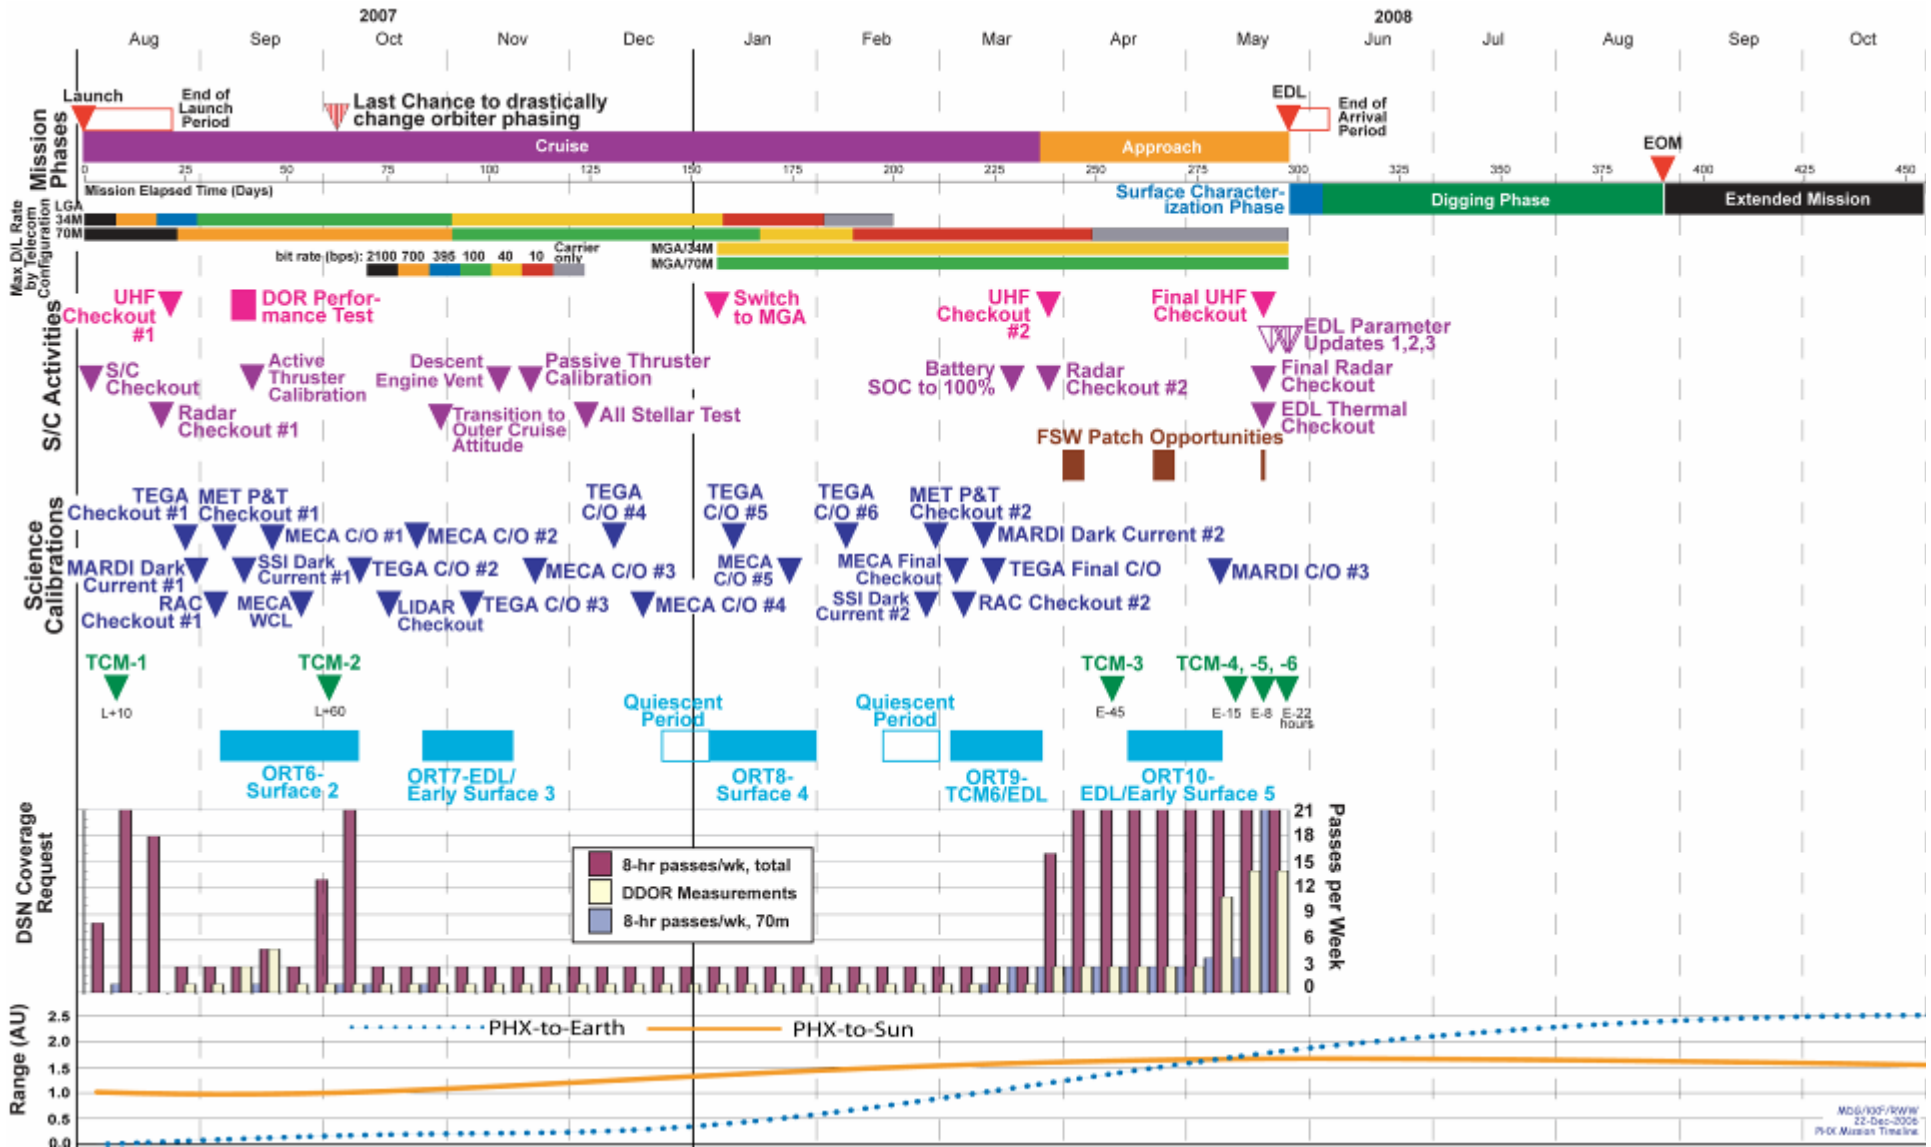 2007
2008
Aug Sep Oct Nov Dec Jan Feb Mar Apr May Jun Jul Aug Sep Oct
Mission
Phases
Launch
End of
Launch
Period
Last Chance to drastically
change orbiter phasing
EDL
End of
Arrival
Period
EOM
Cruise
Approach
0 25 50 75 100 125 150 175 200 225 250 275 300 325 350 375 400 425 450
Mission Elapsed Time (Days)
Surface Character-
ization Phase
Digging Phase
Extended Mission
Max D/L Rate
by Telecom
Configuration
LGA
34M
70M
bit rate (bps): 2100 700 395 100 40 10 Carrier
only
MGA/34M
MGA/70M
S/C Activities
UHF
Checkout
#1
DOR Perfor-
mance Test
Switch
to MGA
UHF
Checkout
#2
Final UHF
Checkout
EDL Parameter
Updates 1,2,3
S/C
Checkout
Active
Thruster
Calibration
Descent
Engine Vent
Passive Thruster
Calibration
Battery
SOC to 100%
Radar
Checkout #2
Final Radar
Checkout
Radar
Checkout #1
Transition to
Outer Cruise
Attitude
All Stellar Test
EDL Thermal
Checkout
FSW Patch Opportunities
Science
Calibrations
TEGA
Checkout #1
MET P&T
Checkout #1
MECA C/O #1
MECA C/O #2
TEGA
C/O #4
TEGA
C/O #5
TEGA
C/O #6
MET P&T
Checkout #2
MARDI Dark Current #2
MARDI Dark
Current #1
SSI Dark
Current #1
TEGA C/O #2
MECA C/O #3
MECA
C/O #5
MECA Final
Checkout
TEGA Final C/O
MARDI C/O #3
RAC
Checkout #1
MECA
WCL
LIDAR
Checkout
TEGA C/O #3
MECA C/O #4
SSI Dark
Current #2
RAC Checkout #2
TCM-1
L+10
TCM-2
L+60
TCM-3
E-45
TCM-4, -5, -6
E-15 E-8 E-22
hours
Quiescent
Period
Quiescent
Period
ORT6-
Surface 2
ORT7-EDL/
Early Surface 3
ORT8-
Surface 4
ORT9-
TCM6/EDL
ORT10-
EDL/Early Surface 5
DSN Coverage
Request
8-hr passes/wk, total
DDOR Measurements
8-hr passes/wk, 70m
21
18
15
12
9
6
3
0
Passes per Week
Range (AU)
2.5
2.0
1.5
1.0
0.5
0.0
PHX-to-Earth
PHX-to-Sun
22-Dec-2006
PHX Mission Timeline